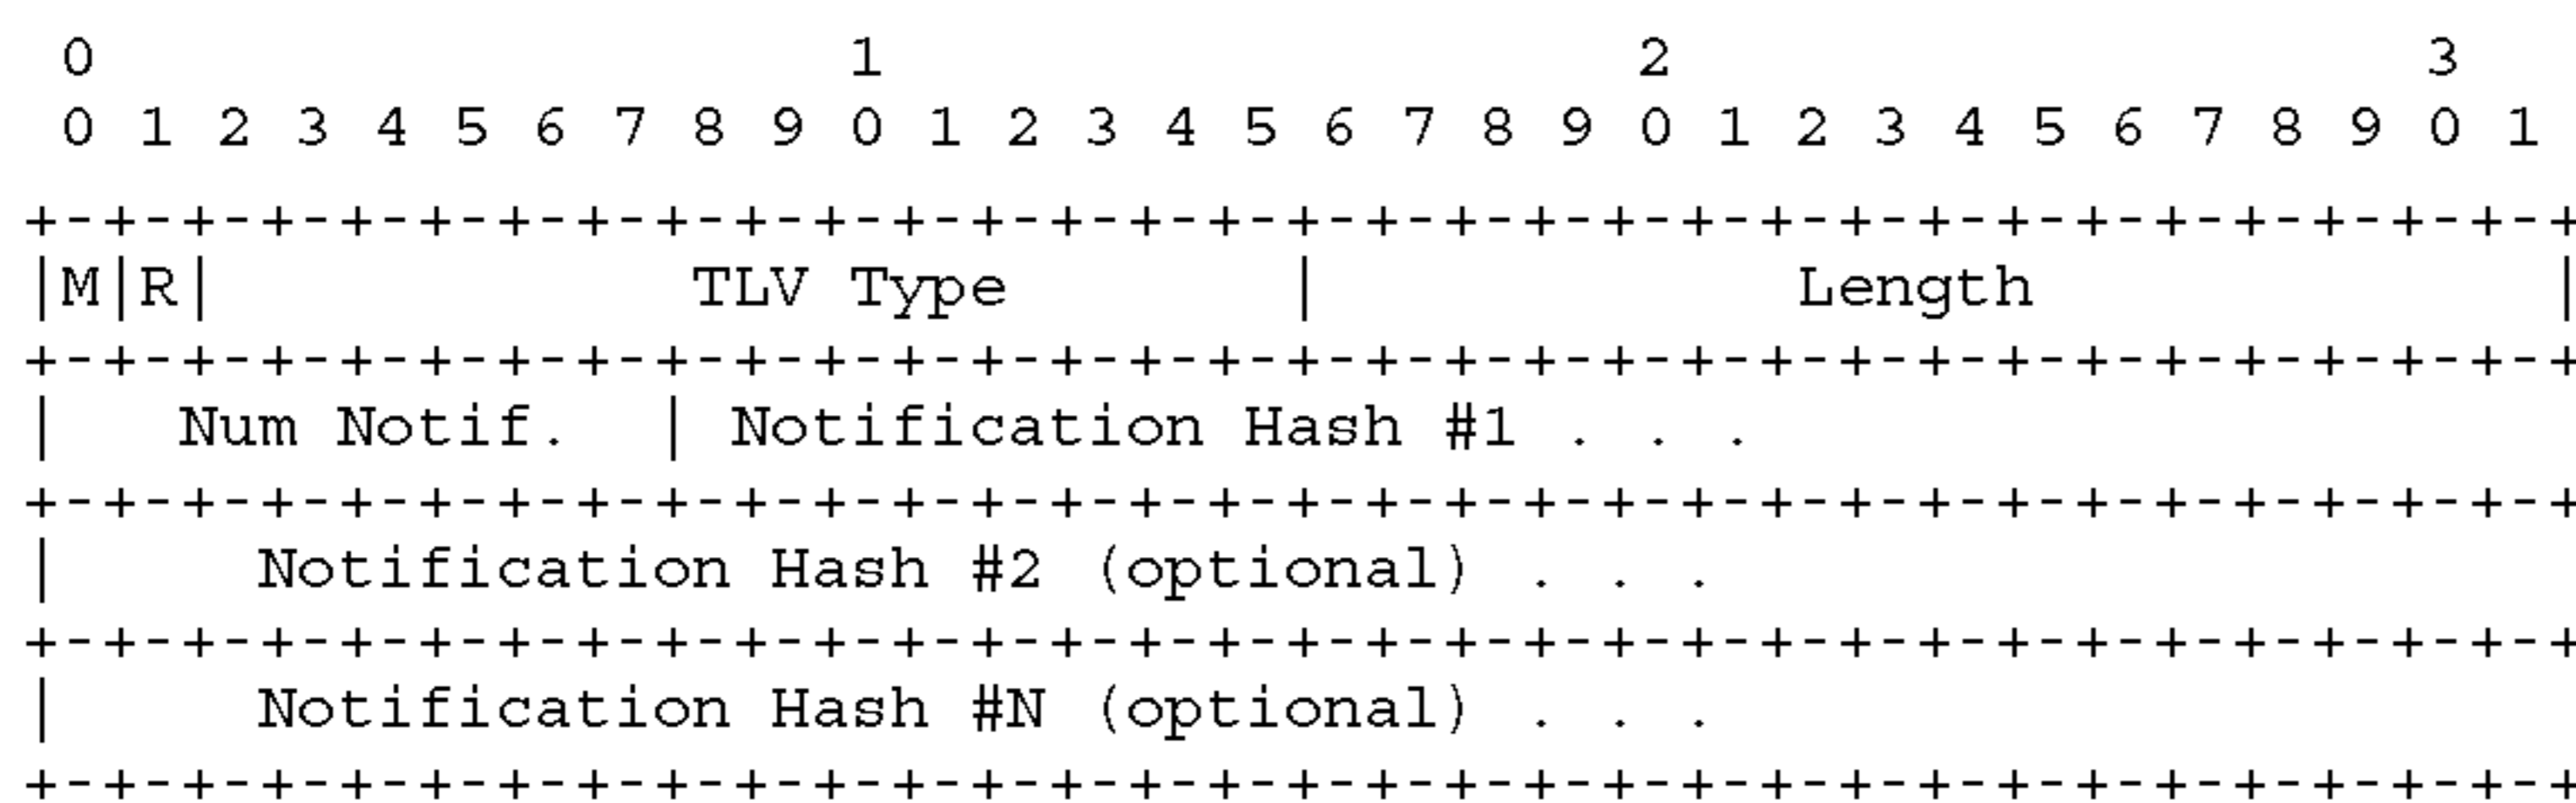 0                   1                   2                   3
 0 1 2 3 4 5 6 7 8 9 0 1 2 3 4 5 6 7 8 9 0 1 2 3 4 5 6 7 8 9 0 1
+-+-+-+-+-+-+-+-+-+-+-+-+-+-+-+-+-+-+-+-+-+-+-+-+-+-+-+-+-+-+-+-+
|M|R|            TLV Type       |            Length             |
+-+-+-+-+-+-+-+-+-+-+-+-+-+-+-+-+-+-+-+-+-+-+-+-+-+-+-+-+-+-+-+-+
|   Num Notif.  | Notification Hash #1 . . .
+-+-+-+-+-+-+-+-+-+-+-+-+-+-+-+-+-+-+-+-+-+-+-+-+-+-+-+-+-+-+-+-+
|     Notification Hash #2 (optional) . . .
+-+-+-+-+-+-+-+-+-+-+-+-+-+-+-+-+-+-+-+-+-+-+-+-+-+-+-+-+-+-+-+-+
|     Notification Hash #N (optional) . . .
+-+-+-+-+-+-+-+-+-+-+-+-+-+-+-+-+-+-+-+-+-+-+-+-+-+-+-+-+-+-+-+-+